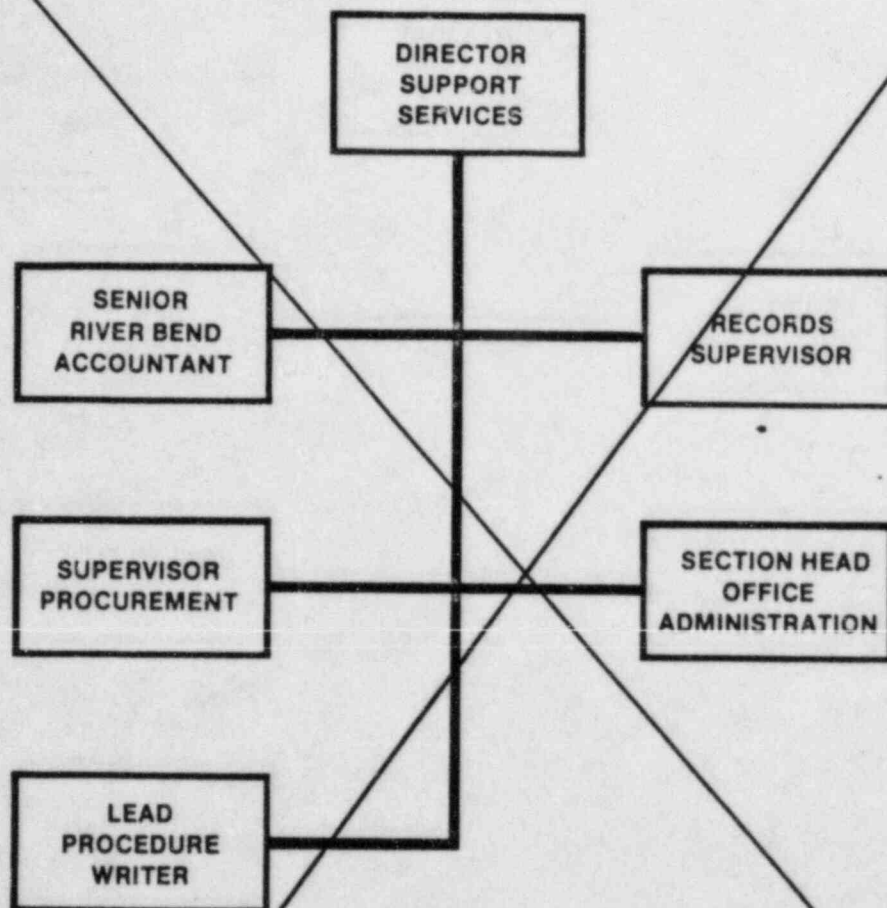 DIRECTOR
SUPPORT
SERVICES
SENIOR
RIVER BEND
ACCOUNTANT
RECORDS
SUPERVISOR
SUPERVISOR
PROCUREMENT
SECTION HEAD
OFFICE
ADMINISTRATION
LEAD
PROCEDURE
WRITER